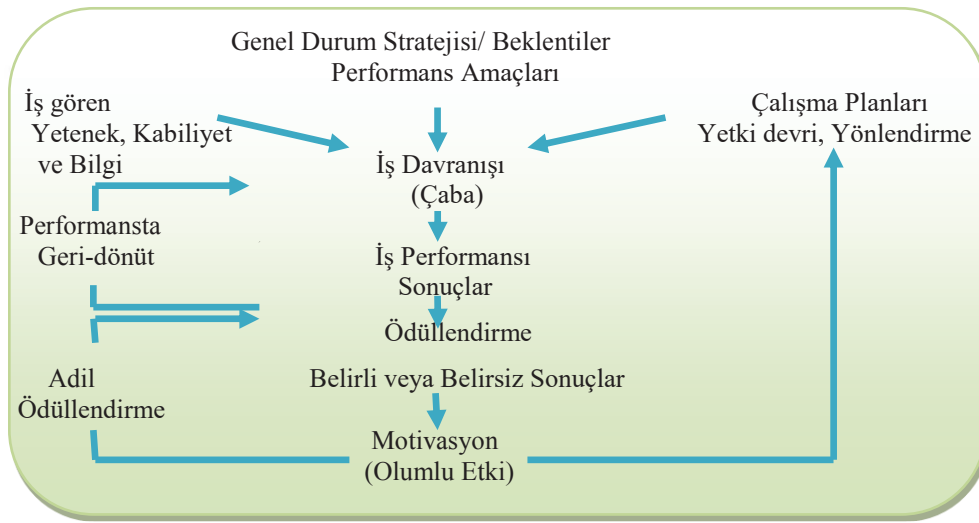 Genel Durum Stratejisi/ Beklentiler
Performans Amaçları
İş gören
Yetenek, Kabiliyet
ve Bilgi
Çalışma Planları
Yetki devri, Yönlendirme
İş Davranışı
(Çaba)
Performansta
Geri-dönüt
İş Performansı
Sonuçlar
Ödüllendirme
Adil
Ödüllendirme
Belirli veya Belirsiz Sonuçlar
Motivasyon
(Olumlu Etki)